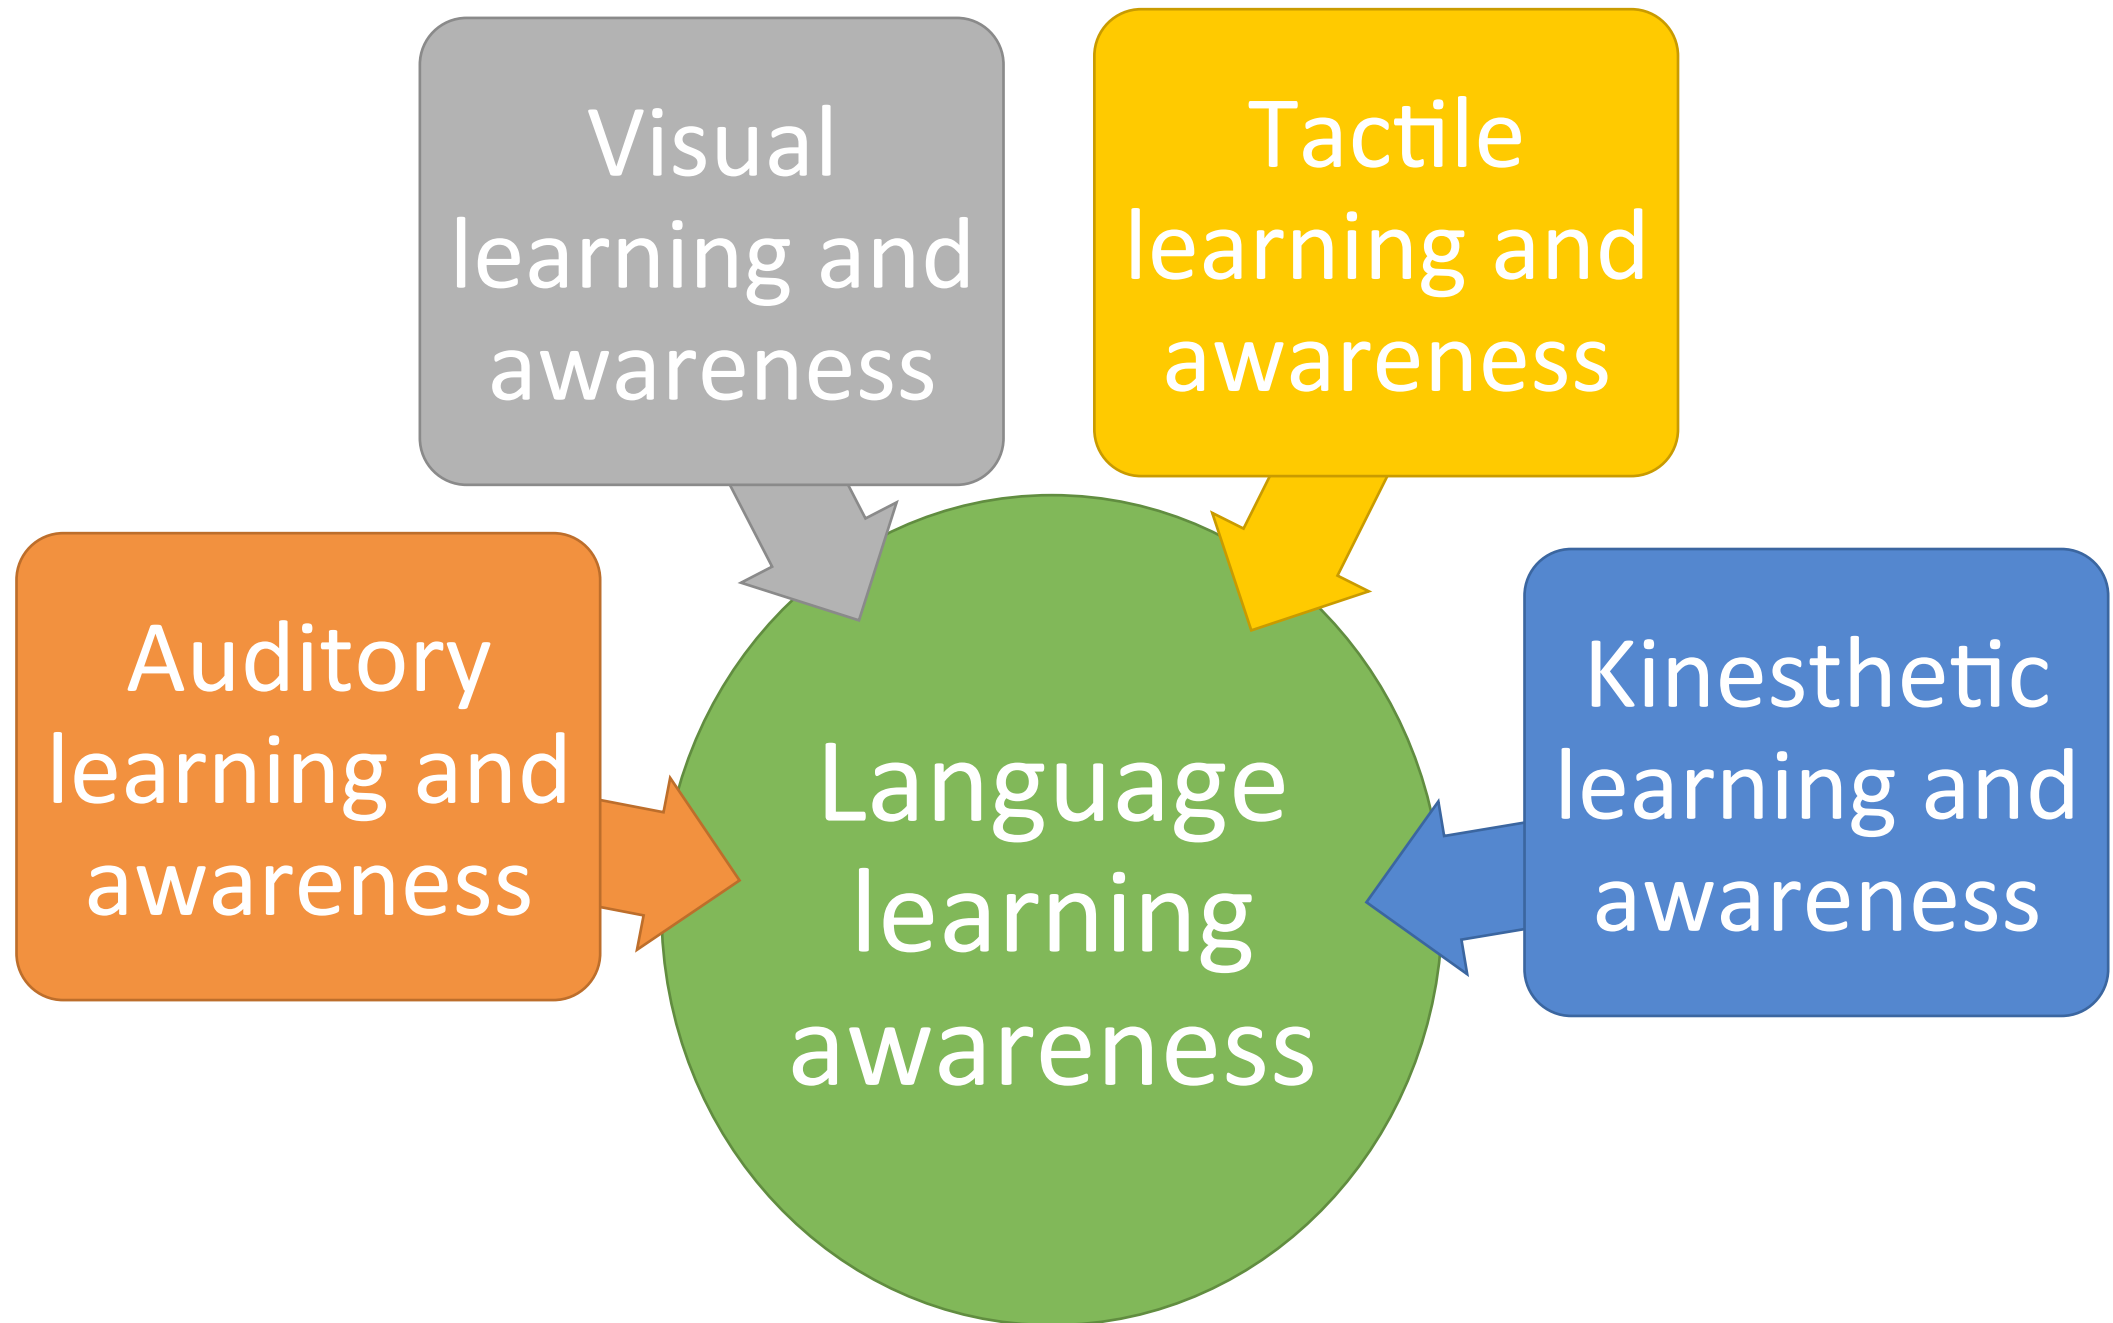 Visual
learning and
awareness
Tactile
learning and
awareness
Auditory
learning and
awareness
Kinesthetic
learning and
awareness
Language
learning
awareness